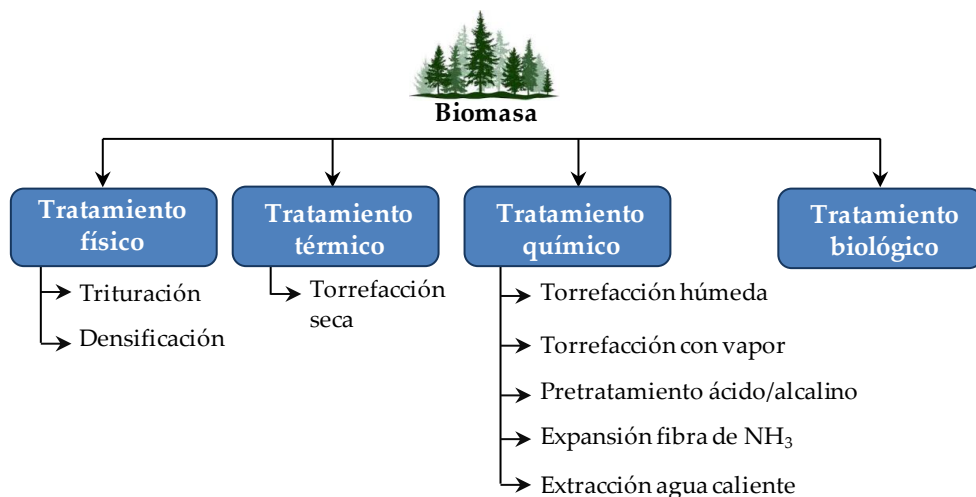 Biomasa
Tratamiento
físico
Trituración
Densificación
Tratamiento
térmico
Torrefacción
seca
Tratamiento
químico
Torrefacción húmeda
Torrefacción con vapor
Pretratamiento ácido/alcalino
Expansión fibra de NH₃
Extracción agua caliente
Tratamiento
biológico